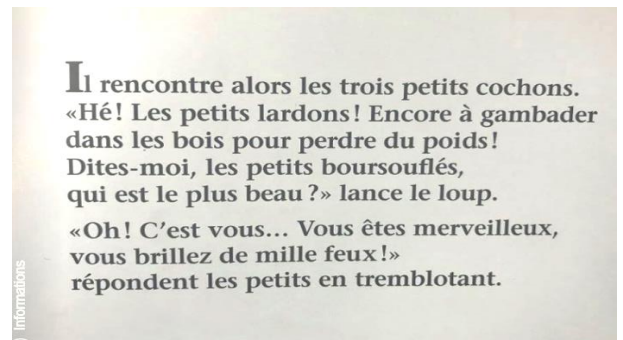 Il rencontre alors les trois petits cochons.
«Hé! Les petits lardons! Encore à gambader
dans les bois pour perdre du poids!
Dites-moi, les petits boursouflés,
qui est le plus beau?» lance le loup.
«Oh! C'est vous... Vous êtes merveilleux,
vous brillez de mille feux!»
répondent les petits en tremblotant.
Informations